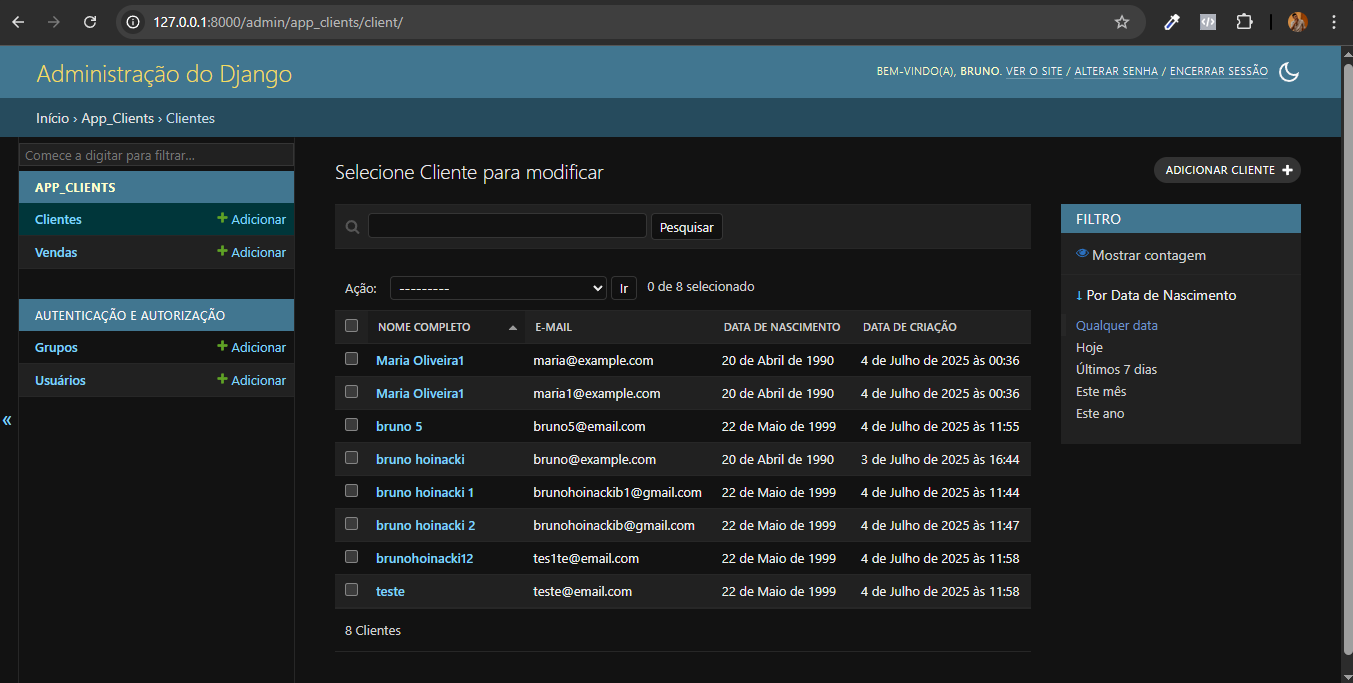 127.0.0.1:8000/admin/app_clients/client/
Administração do Django
BEM-VINDO(A), BRUNO. VER O SITE / ALTERAR SENHA / ENCERRAR SESSÃO
Início › App_Clients › Clientes
Comece a digitar para filtrar...
APP_CLIENTS
Clientes + Adicionar
Vendas + Adicionar
AUTENTICAÇÃO E AUTORIZAÇÃO
Grupos + Adicionar
Usuários + Adicionar
«
Selecione Cliente para modificar
ADICIONAR CLIENTE +
Pesquisar
Ação: --------- Ir 0 de 8 selecionado
NOME COMPLETO E-MAIL DATA DE NASCIMENTO DATA DE CRIAÇÃO
Maria Oliveira1 maria@example.com 20 de Abril de 1990 4 de Julho de 2025 às 00:36
Maria Oliveira1 maria1@example.com 20 de Abril de 1990 4 de Julho de 2025 às 00:36
bruno 5 bruno5@email.com 22 de Maio de 1999 4 de Julho de 2025 às 11:55
bruno hoinacki bruno@example.com 20 de Abril de 1990 3 de Julho de 2025 às 16:44
bruno hoinacki 1 brunohoinackib1@gmail.com 22 de Maio de 1999 4 de Julho de 2025 às 11:44
bruno hoinacki 2 brunohoinackib@gmail.com 22 de Maio de 1999 4 de Julho de 2025 às 11:47
brunohoinacki12 tes1te@email.com 22 de Maio de 1999 4 de Julho de 2025 às 11:58
teste teste@email.com 22 de Maio de 1999 4 de Julho de 2025 às 11:58
8 Clientes
FILTRO
Mostrar contagem
↓ Por Data de Nascimento
Qualquer data
Hoje
Últimos 7 dias
Este mês
Este ano